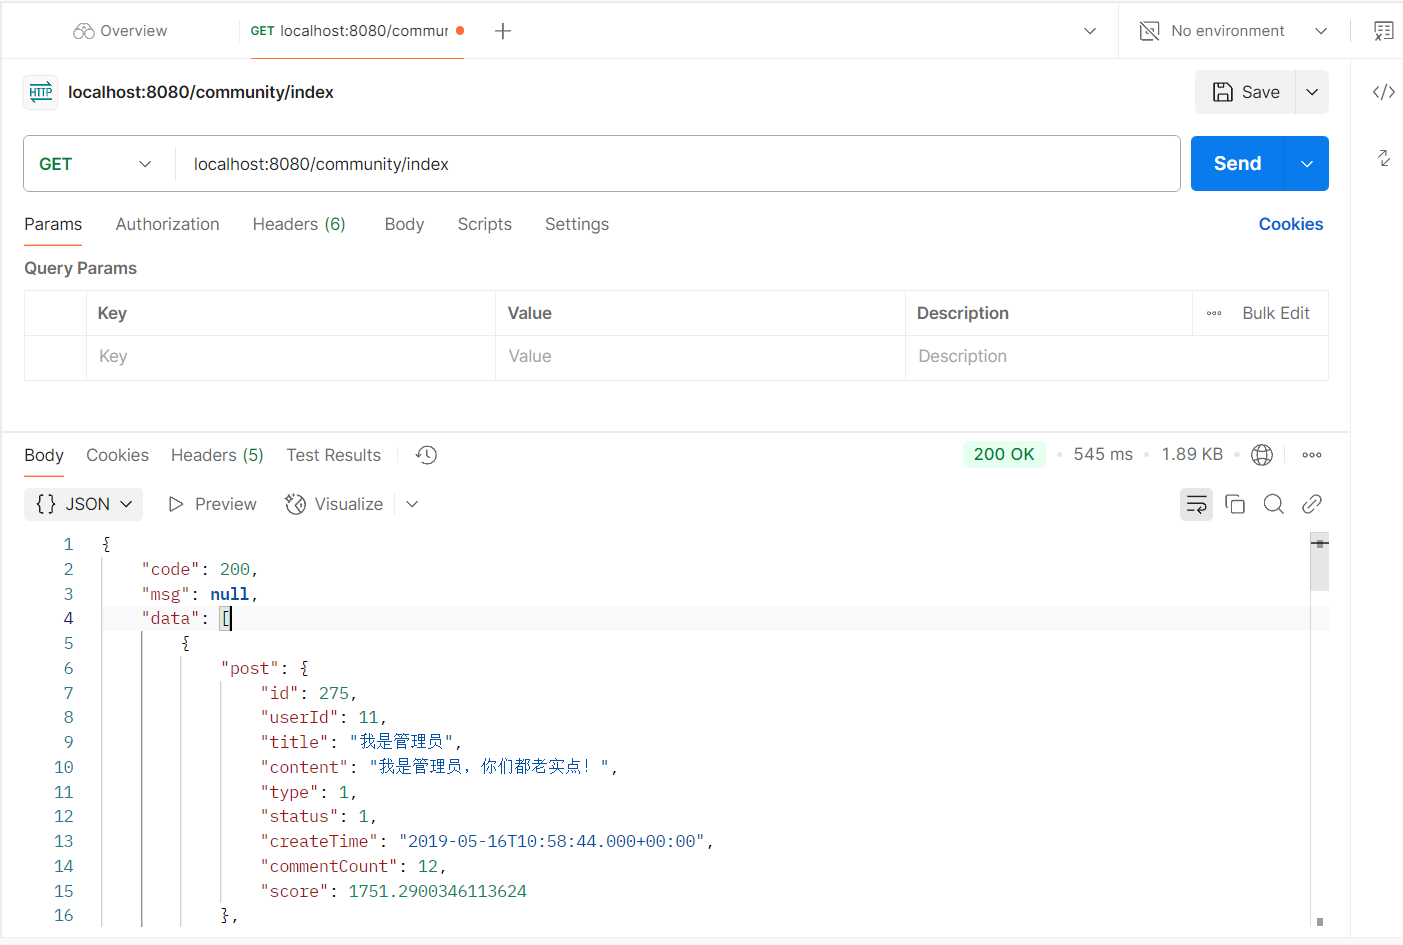 Overview
GET localhost:8080/commur
No environment
HTTP localhost:8080/community/index
Save
GET localhost:8080/community/index
Send
Params Authorization Headers (6) Body Scripts Settings Cookies
Query Params
Key Value Description Bulk Edit
Key Value Description
Body Cookies Headers (5) Test Results 200 OK 545 ms 1.89 KB
{} JSON Preview Visualize
1 {
2 "code": 200,
3 "msg": null,
4 "data": [
5 {
6 "post": {
7 "id": 275,
8 "userId": 11,
9 "title": "我是管理员",
10 "content": "我是管理员，你们都老实点！",
11 "type": 1,
12 "status": 1,
13 "createTime": "2019-05-16T10:58:44.000+00:00",
14 "commentCount": 12,
15 "score": 1751.2900346113624
16 },